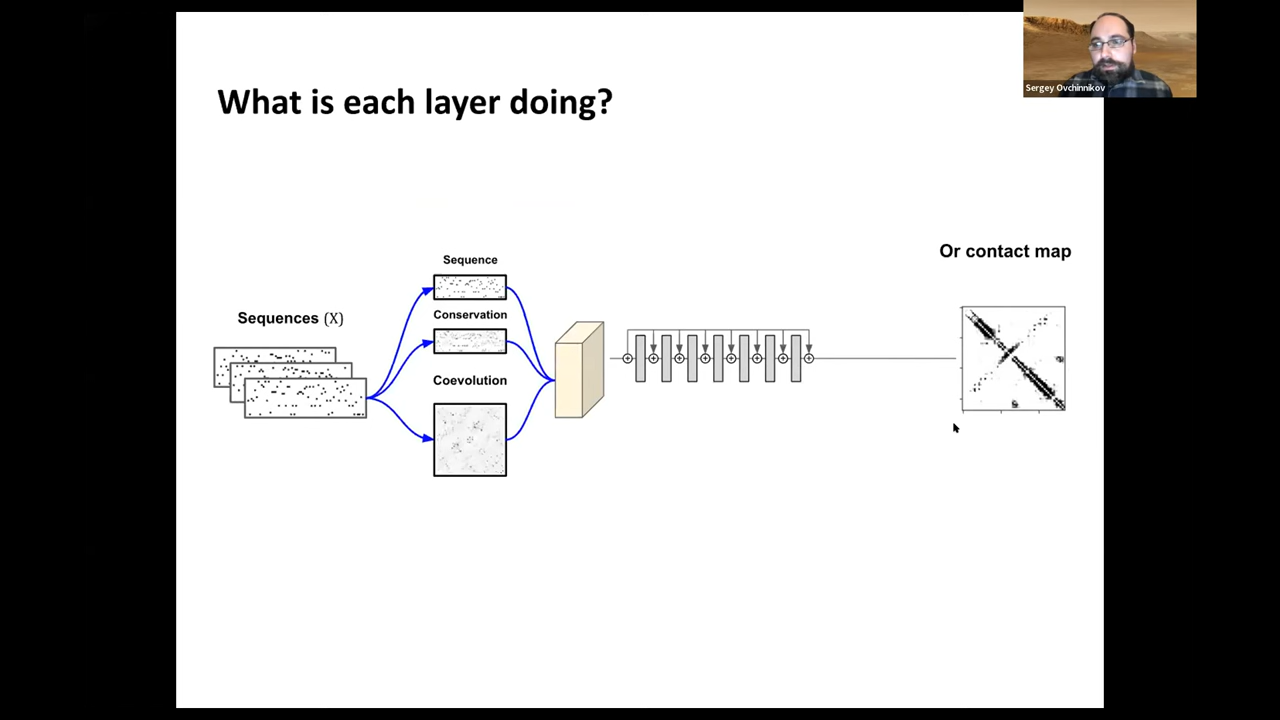 Sergey Ovchinnikov
What is each layer doing?
Or contact map
Sequence
Sequences (X)
Conservation
Coevolution